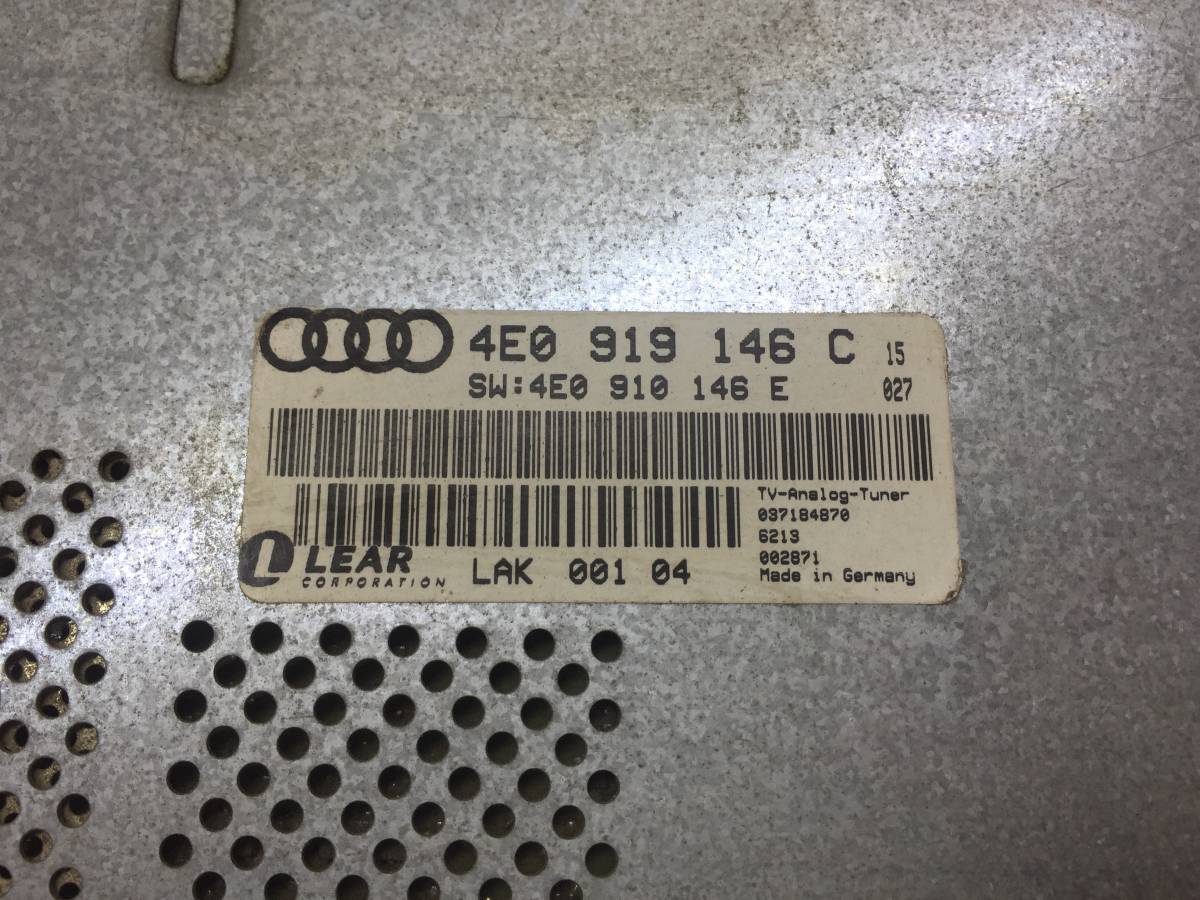 4E0 919 146 C 15
SW:4E0 910 146 E 027
TV-Analog-Tuner
037184870
6213
002871
Made in Germany
LEAR
CORPORATION
LAK 001 04